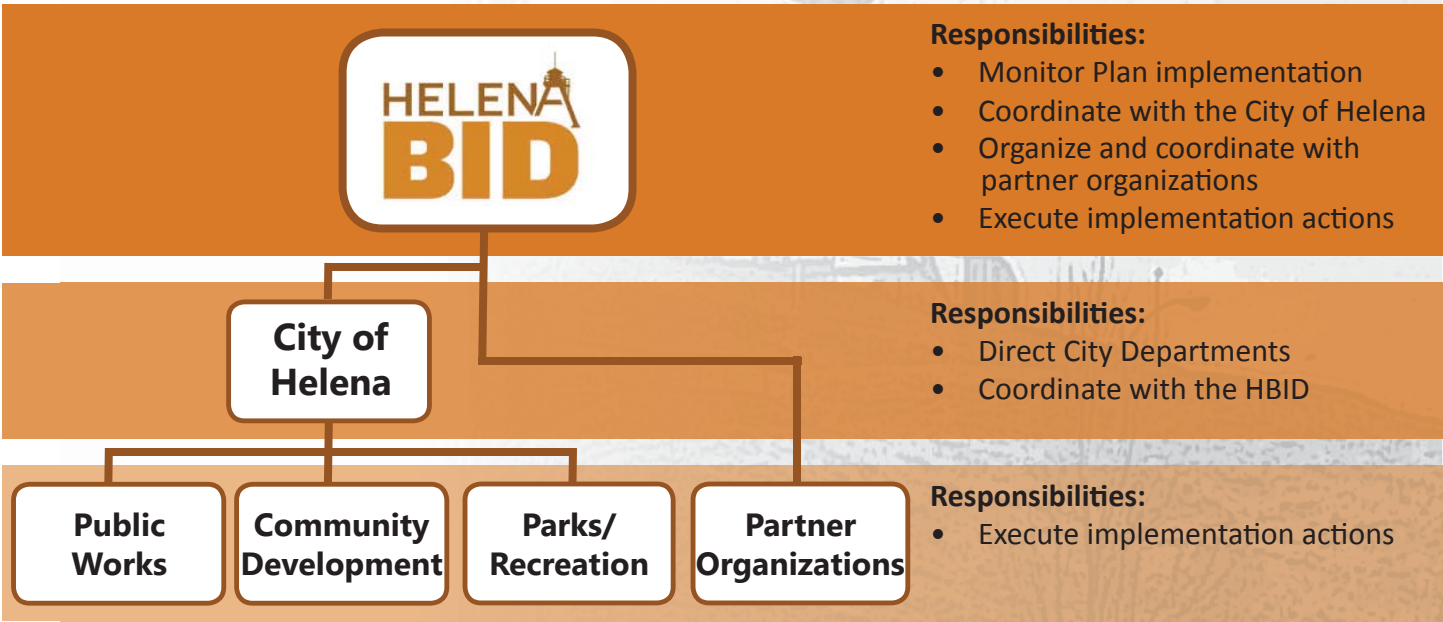 HELENA
BID
Responsibilities:
• Monitor Plan implementation
• Coordinate with the City of Helena
• Organize and coordinate with
partner organizations
• Execute implementation actions
City of
Helena
Responsibilities:
• Direct City Departments
• Coordinate with the HBID
Public
Works
Community
Development
Parks/
Recreation
Partner
Organizations
Responsibilities:
• Execute implementation actions